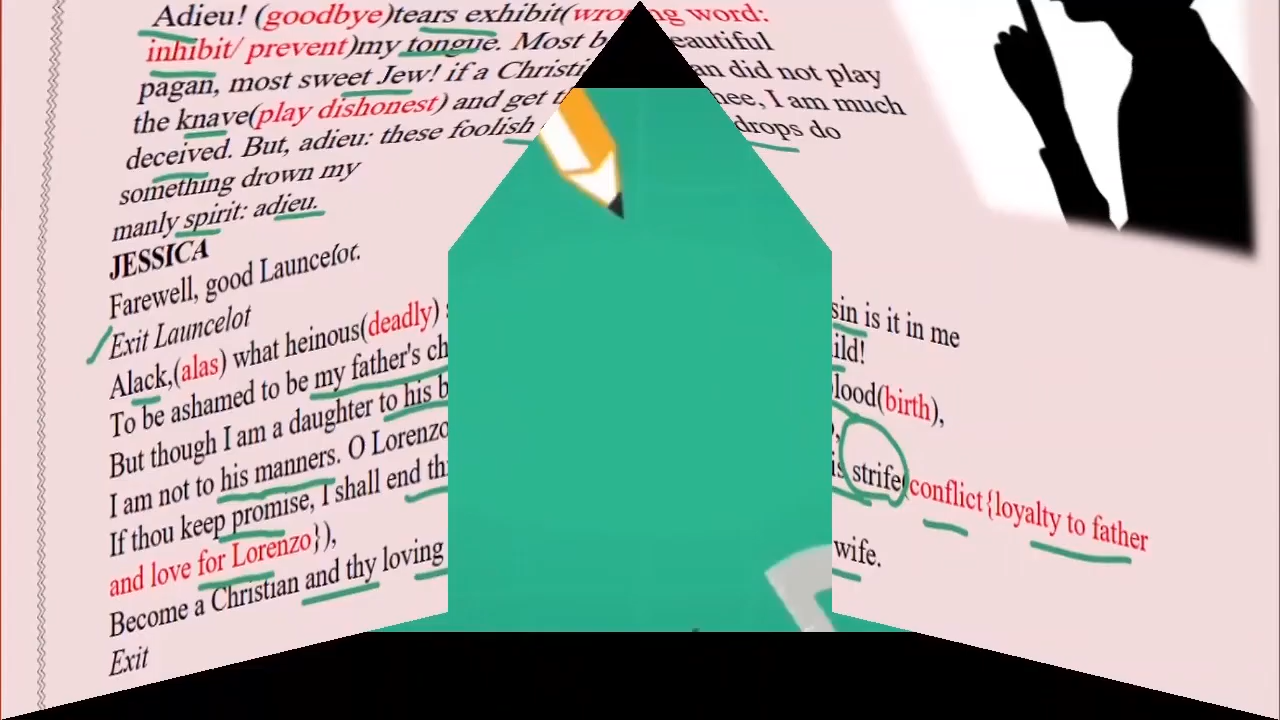 Adieu! (goodbye)tears exhibit(wrong word:
inhibit/ prevent)my tongue. Most b eautiful
pagan, most sweet Jew! if a Christi an did not play
the knave(play dishonest) and get t hee, I am much
deceived. But, adieu: these foolish drops do
something drown my
manly spirit: adieu.
JESSICA
Farewell, good Launcelot.
Exit Launcelot
Alack,(alas) what heinous(deadly) sin is it in me
To be ashamed to be my father's ch ild!
But though I am a daughter to his b lood(birth),
I am not to his manners. O Lorenzo,
If thou keep promise, I shall end thi s strife(conflict{loyalty to father
and love for Lorenzo}),
Become a Christian and thy loving wife.
Exit